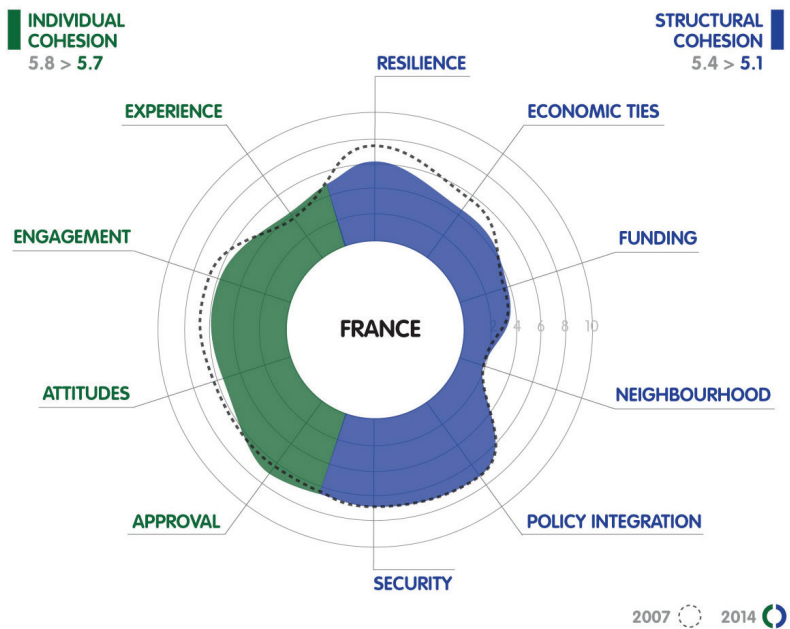 INDIVIDUAL
COHESION
5.8 > 5.7
STRUCTURAL
COHESION
5.4 > 5.1
RESILIENCE
EXPERIENCE
ECONOMIC TIES
ENGAGEMENT
FUNDING
FRANCE
2 4 6 8 10
ATTITUDES
NEIGHBOURHOOD
APPROVAL
POLICY INTEGRATION
SECURITY
2007
2014